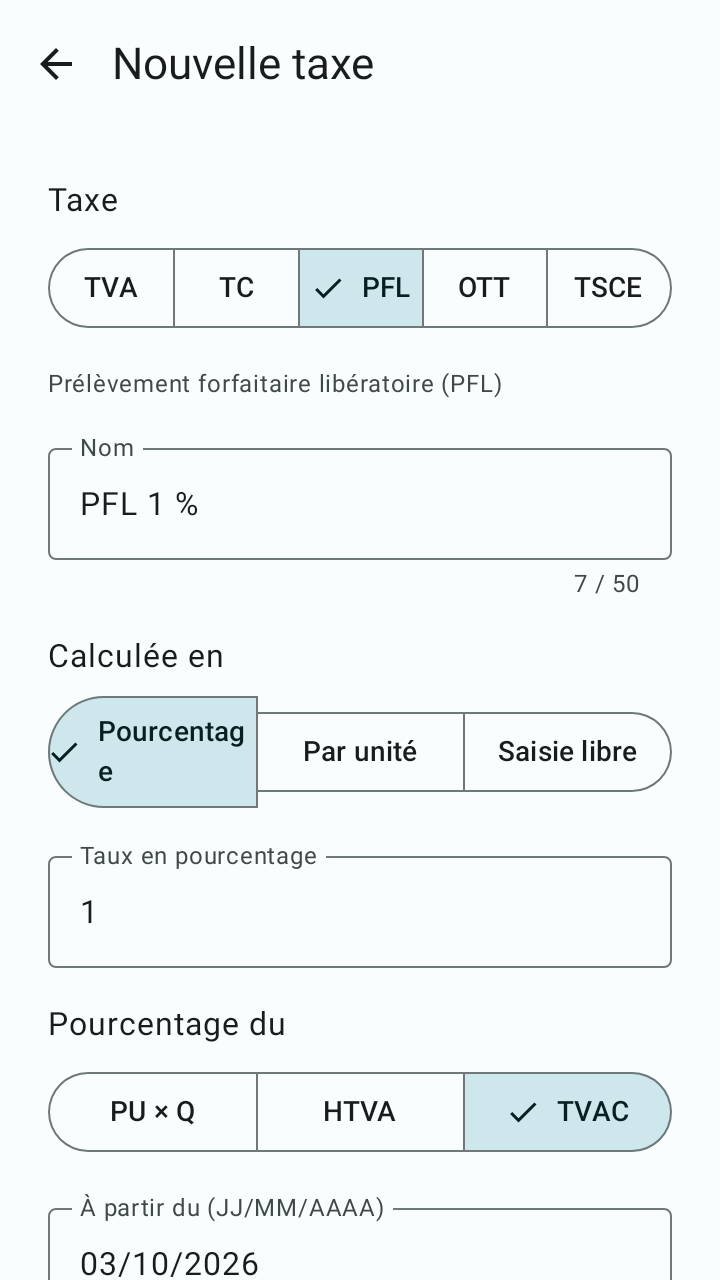 Nouvelle taxe
Taxe
TVA TC PFL OTT TSCE
Prélèvement forfaitaire libératoire (PFL)
Nom
PFL 1 %
7 / 50
Calculée en
Pourcentag
e
Par unité Saisie libre
Taux en pourcentage
1
Pourcentage du
PU × Q HTVA TVAC
À partir du (JJ/MM/AAAA)
03/10/2026